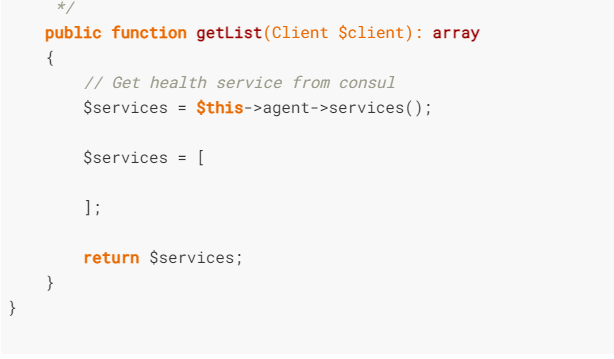 */
    public function getList(Client $client): array
    {
        // Get health service from consul
        $services = $this->agent->services();

        $services = [

        ];

        return $services;
    }
}